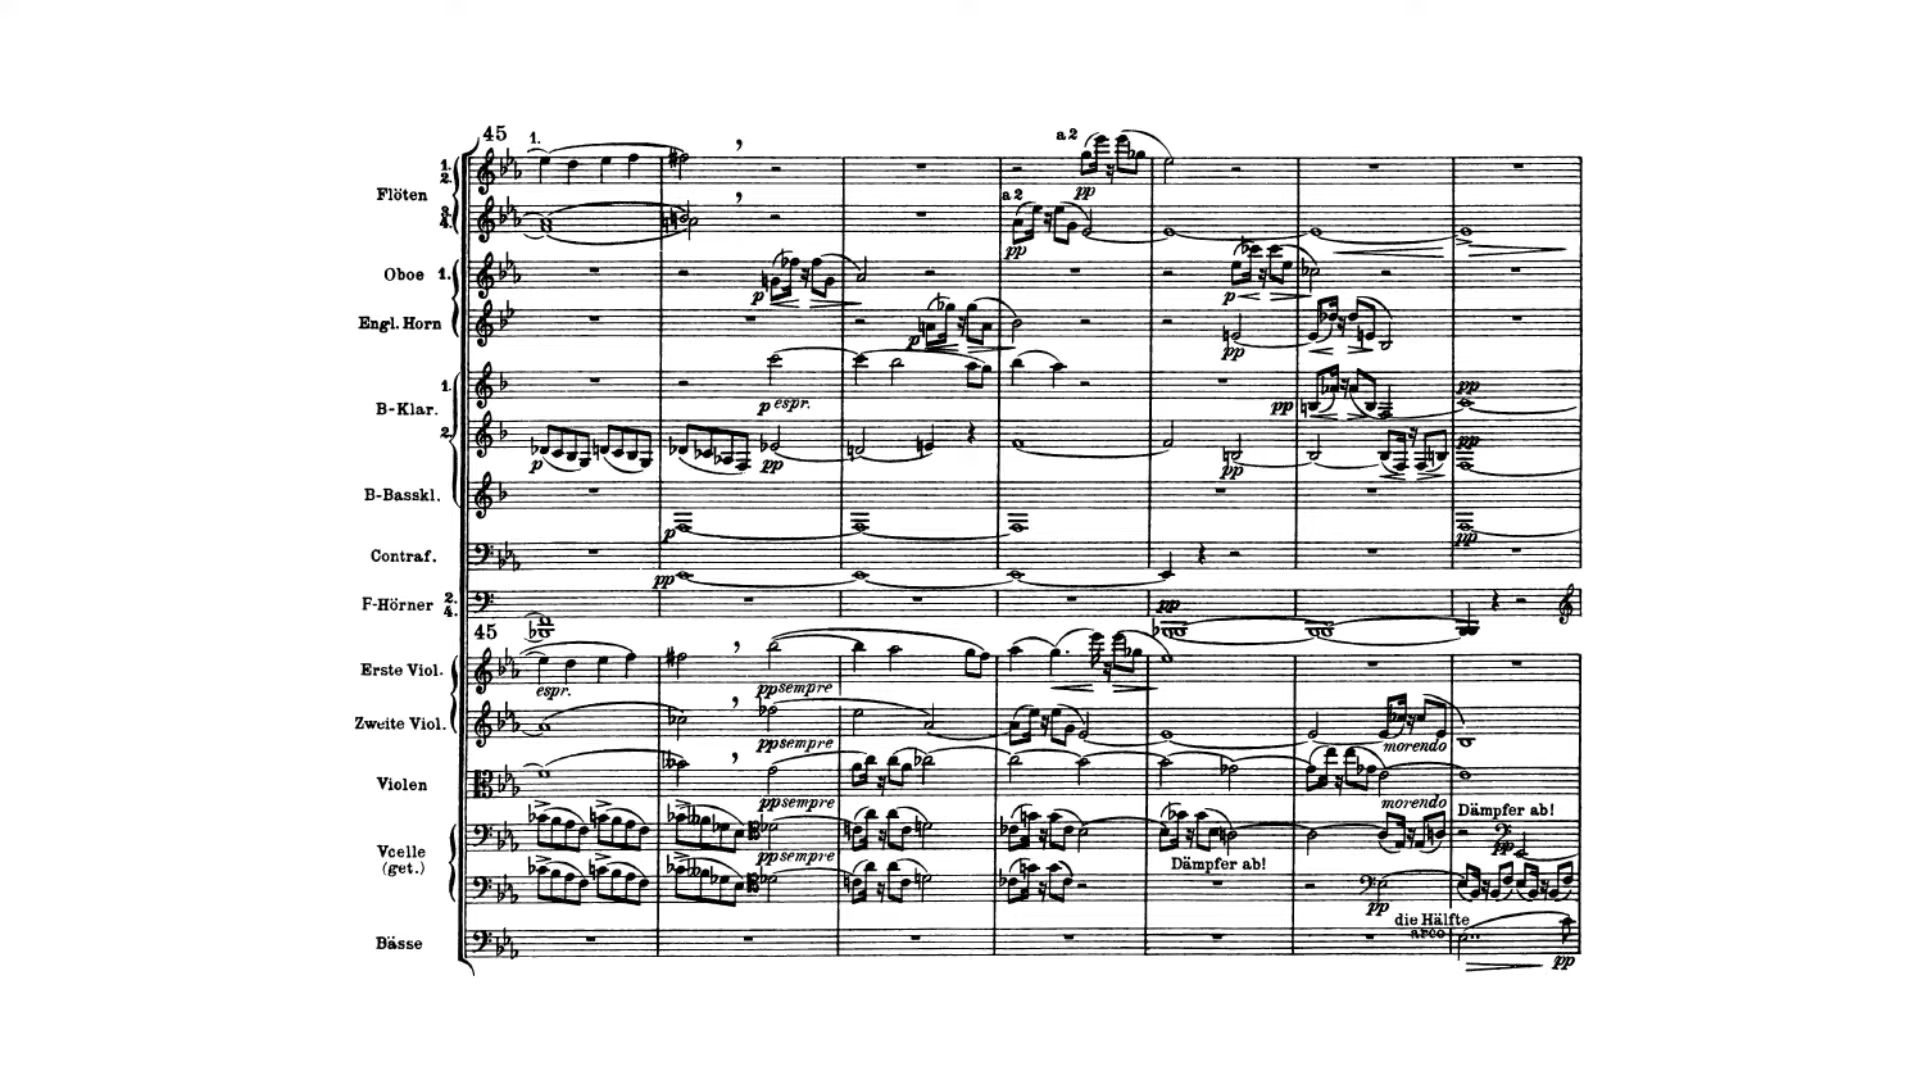 45 1. a 2
Flöten 1. 2.
pp
3. 4. a 2
pp
Oboe 1.
p p
Engl. Horn
p pp
B-Klar. 1.
p espr. pp pp
2.
p pp pp pp
B-Basskl.
p pp
Contraf.
pp
F-Hörner 2. 4. pp
45
Erste Viol.
espr. pp sempre
Zweite Viol.
pp sempre morendo
Violen
pp sempre morendo
Dämpfer ab!
Vcelle (get.)
pp
pp sempre Dämpfer ab!
pp
die Hälfte
arco
Bässe
pp